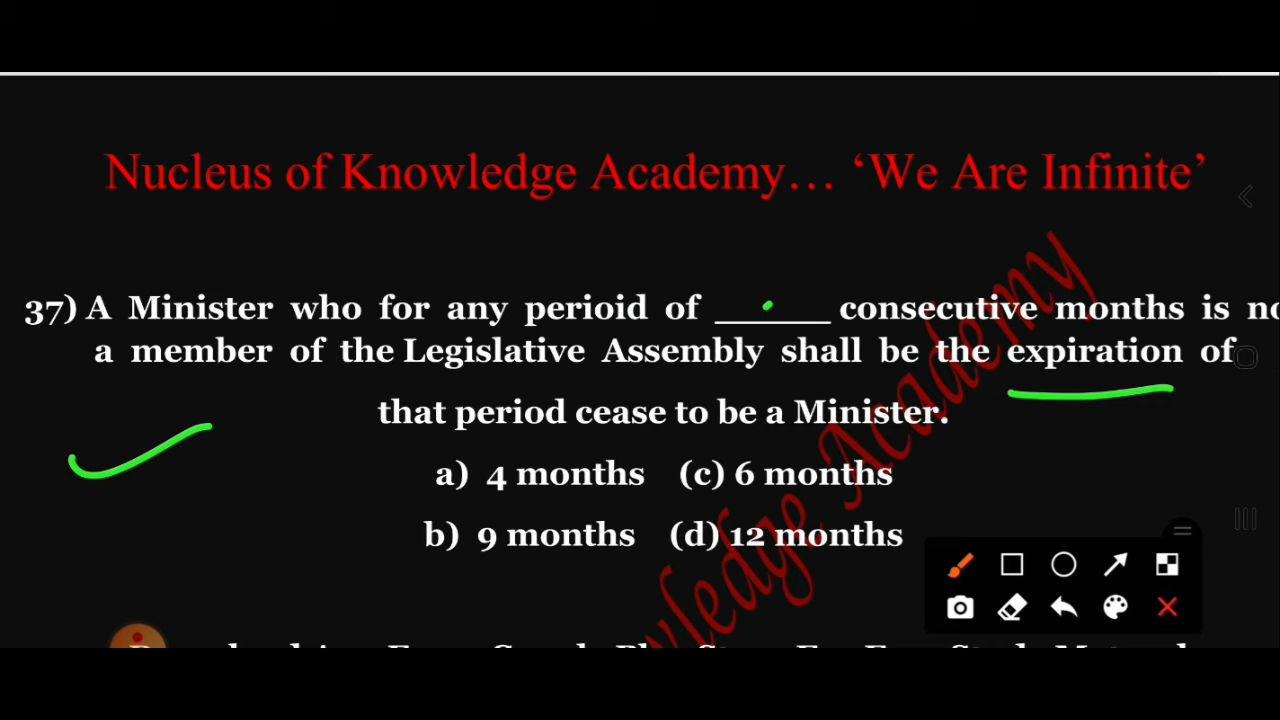 Nucleus of Knowledge Academy… ‘We Are Infinite’
37) A Minister who for any perioid of ______ consecutive months is no
a member of the Legislative Assembly shall be the expiration of
that period cease to be a Minister.
a) 4 months (c) 6 months
b) 9 months (d) 12 months
Knowledge Academy